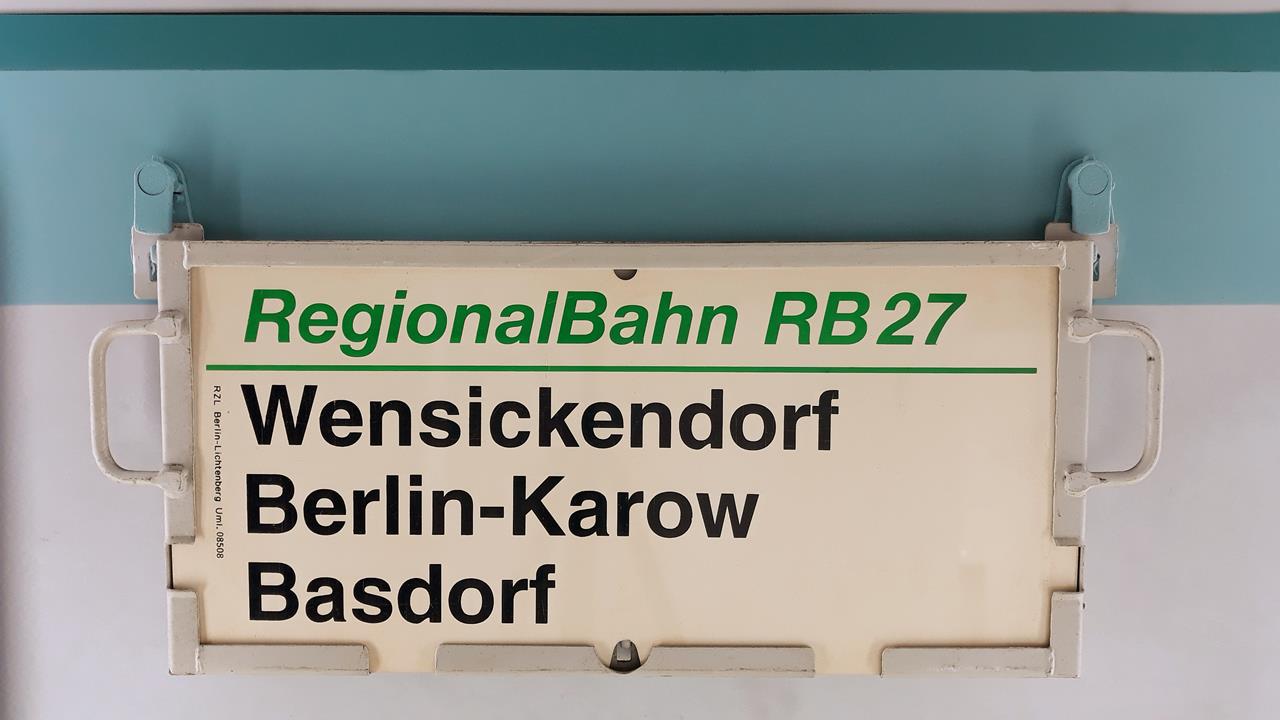 RegionalBahn RB27
Wensickendorf
Berlin-Karow
Basdorf
RZL Berlin-Lichtenberg Uml. 08508